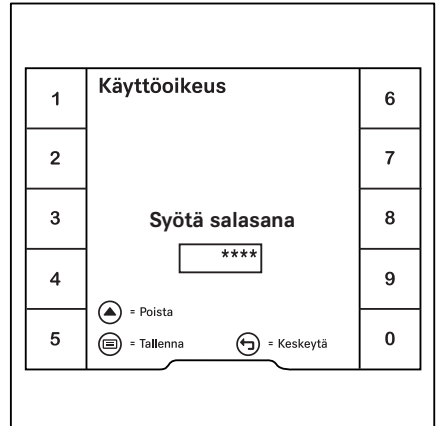 Käyttöoikeus
1
6
2
7
3
Syötä salasana
8
****
4
9
= Poista
5
= Tallenna
= Keskeytä
0